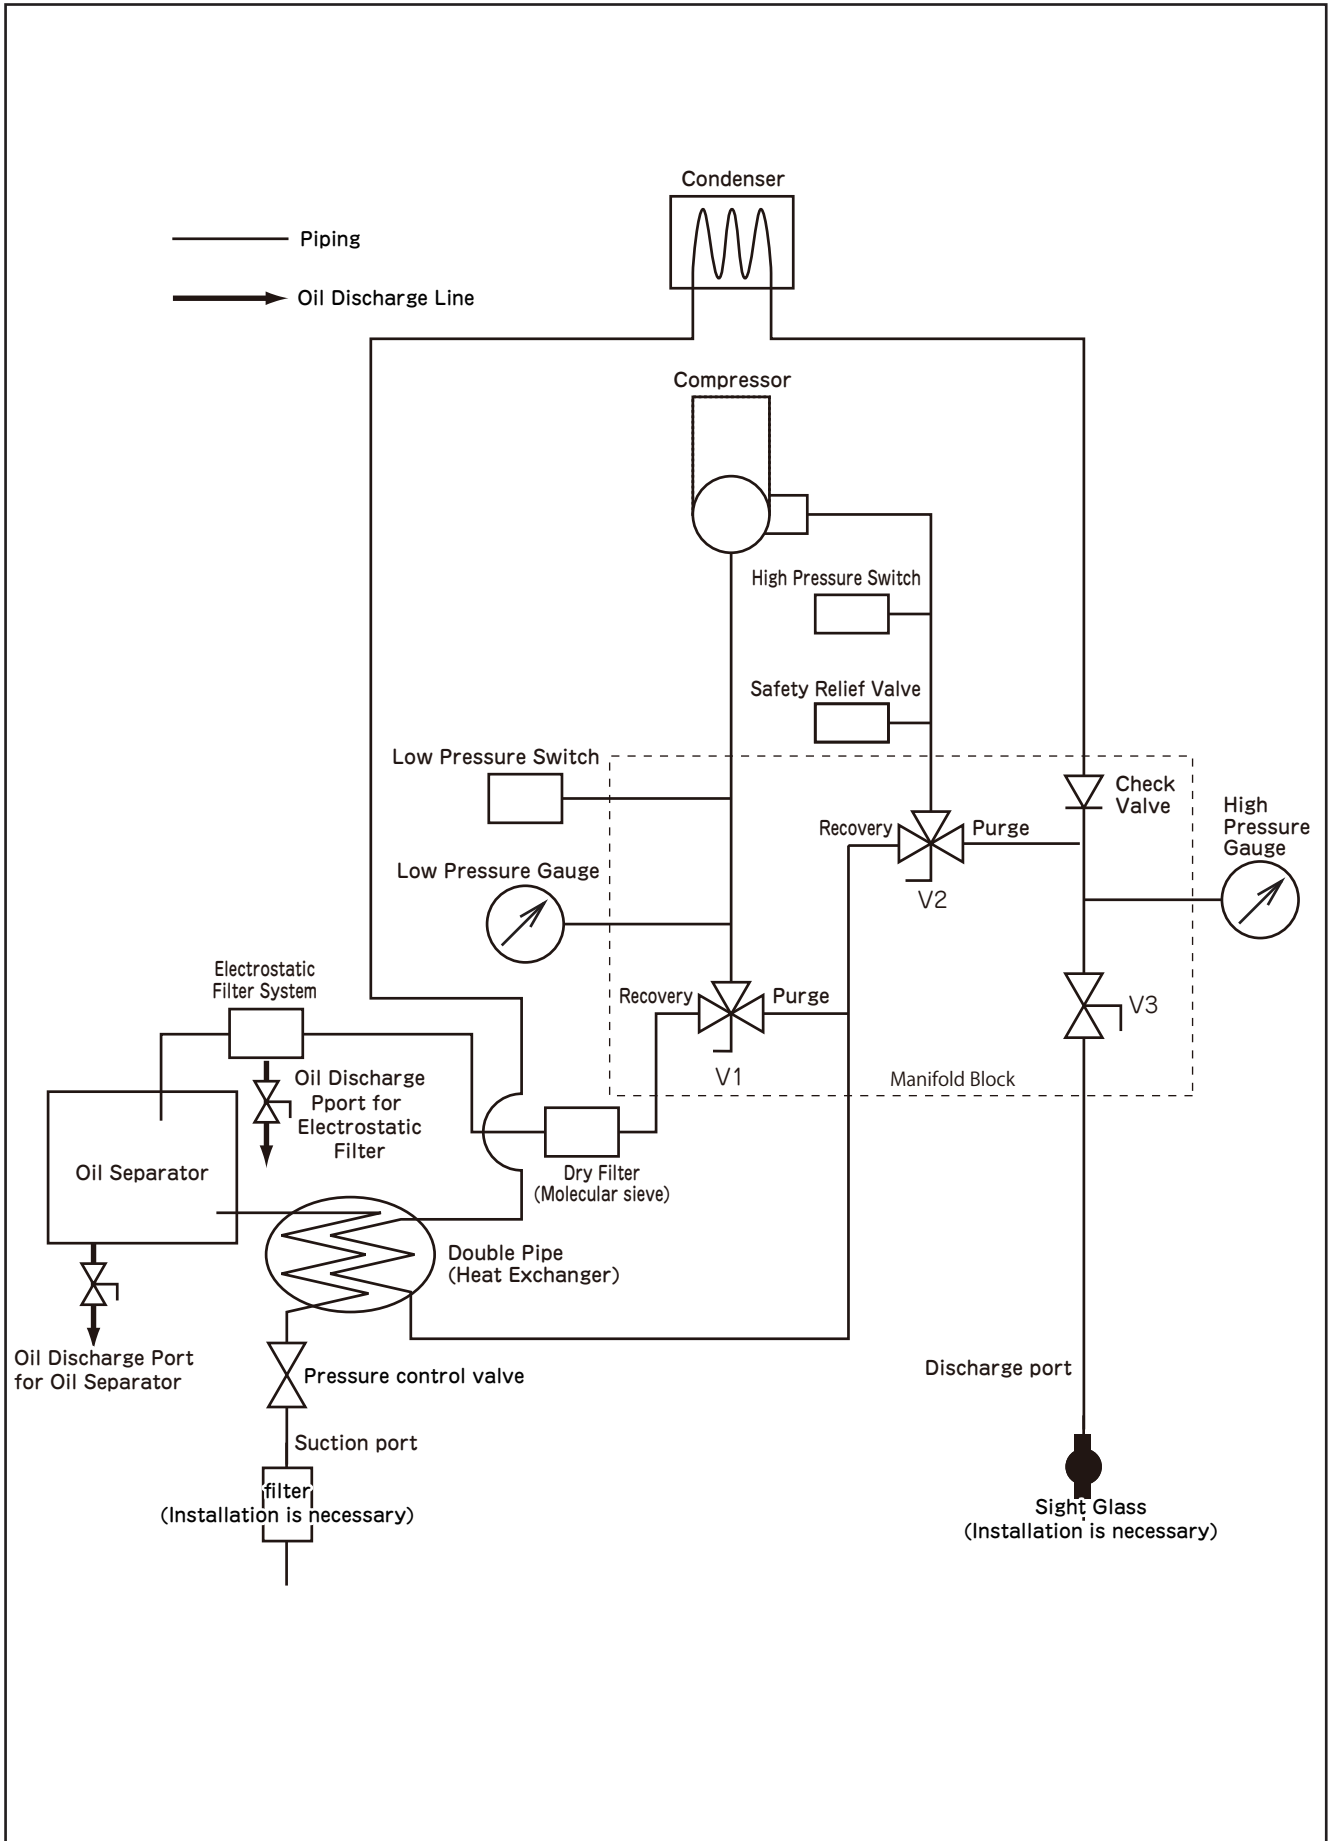 Condenser
Piping
Oil Discharge Line
Compressor
High Pressure Switch
Safety Relief Valve
Low Pressure Switch
Check
Valve
High
Pressure
Gauge
Recovery
Purge
Low Pressure Gauge
V2
Electrostatic
Filter System
Recovery
Purge
V3
V1
Manifold Block
Oil Discharge
Pport for
Electrostatic
Filter
Oil Separator
Dry Filter
(Molecular sieve)
Double Pipe
(Heat Exchanger)
Oil Discharge Port
for Oil Separator
Pressure control valve
Discharge port
Suction port
filter
(Installation is necessary)
Sight Glass
(Installation is necessary)